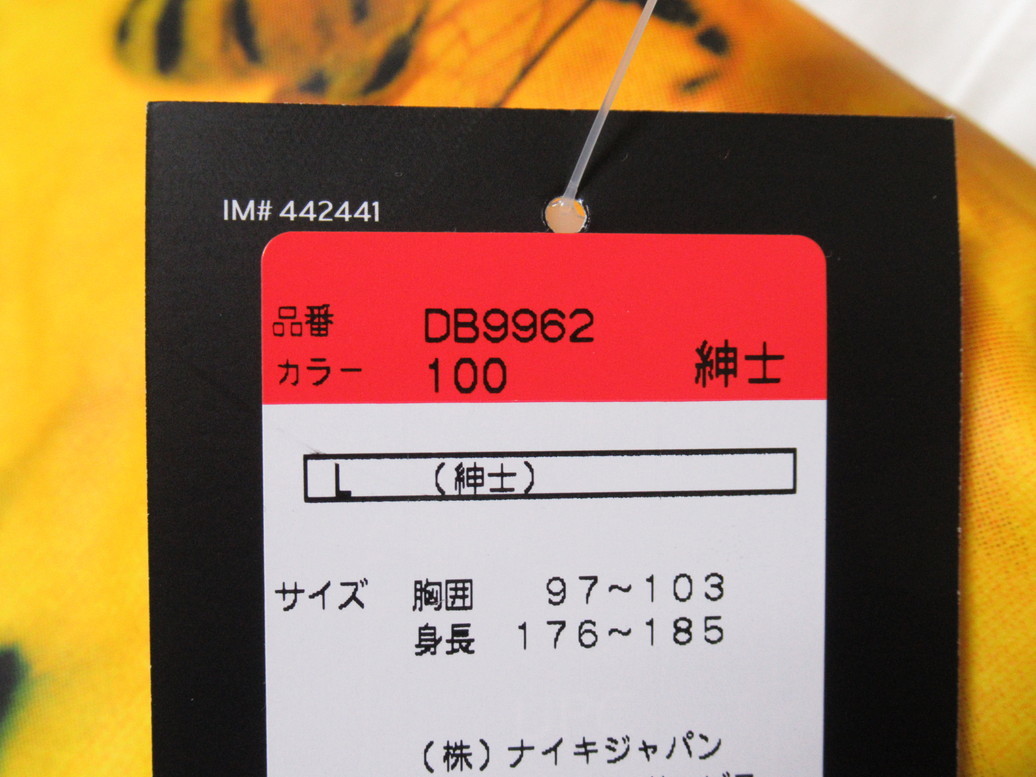 IM# 442441
品番 DB9962
カラー 100 紳士
L (紳士)
サイズ 胸囲 97~103
身長 176~185
(株)ナイキジャパン